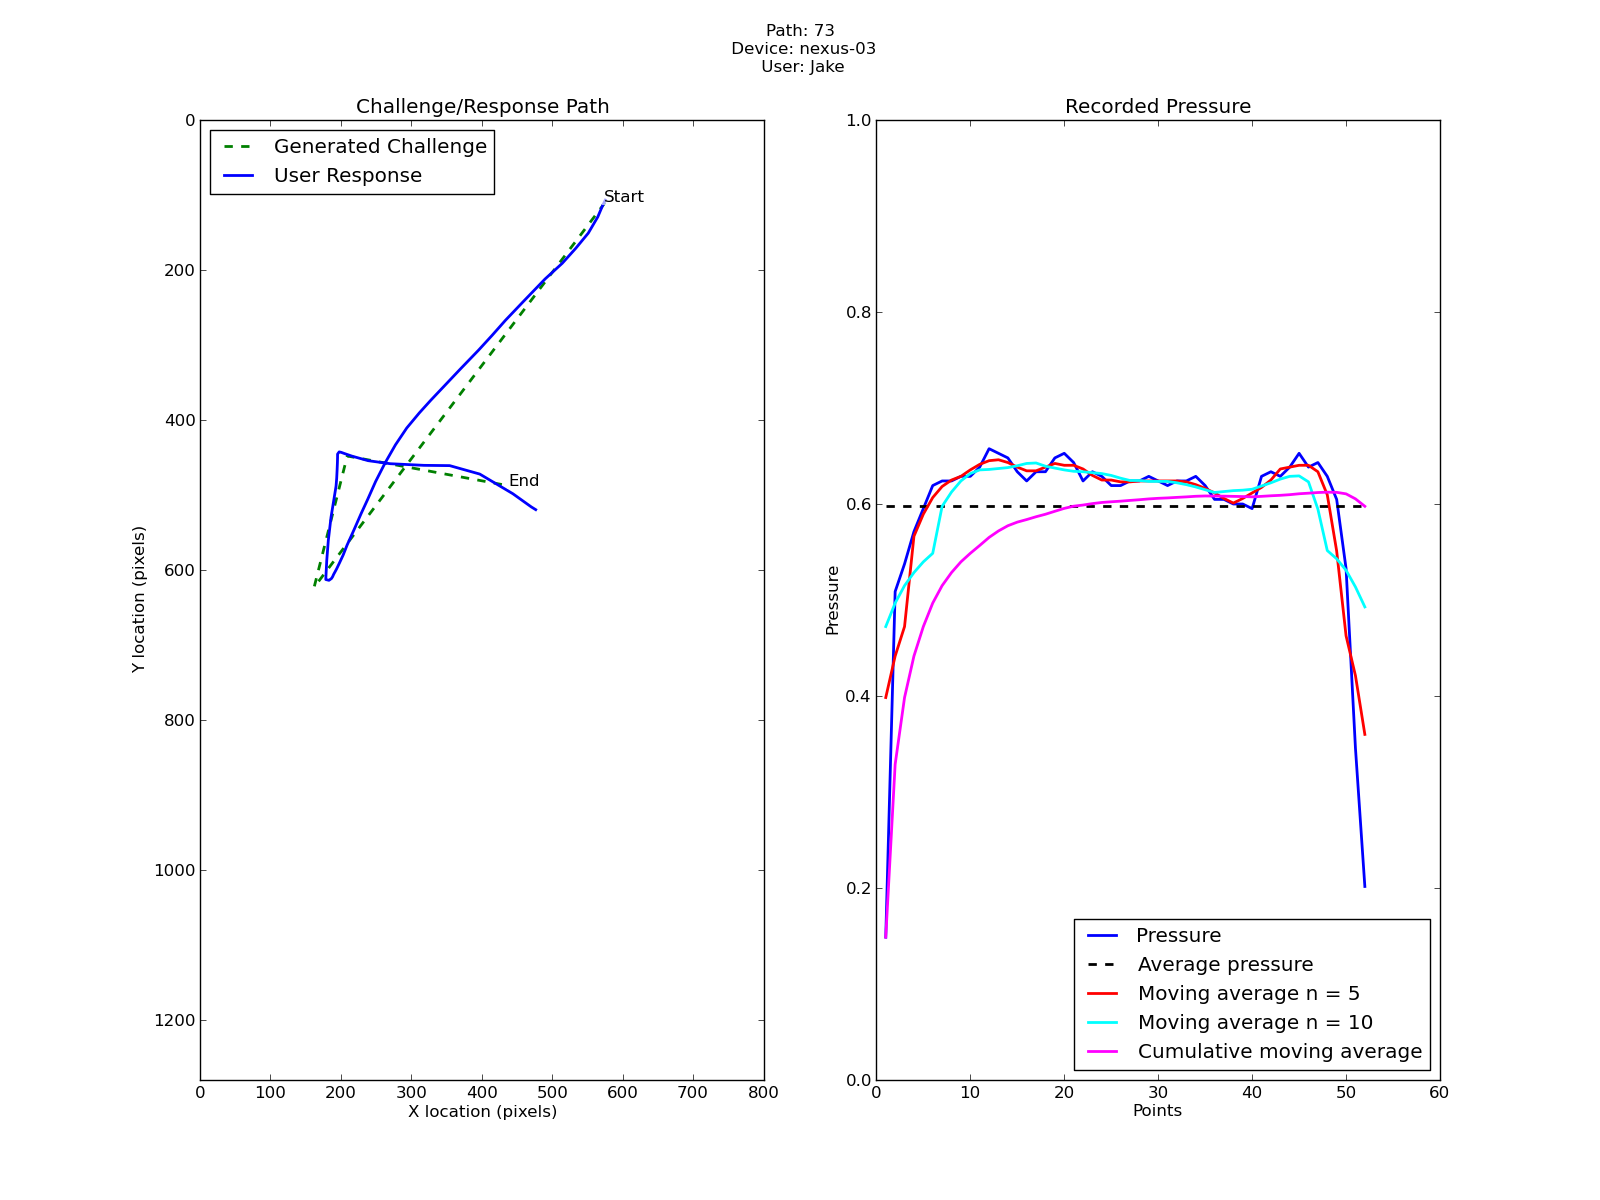 Path: 73
Device: nexus-03
User: Jake
Challenge/Response Path
Generated Challenge
User Response
Start
End
0
200
400
600
800
1000
1200
Y location (pixels)
0 100 200 300 400 500 600 700 800
X location (pixels)
Recorded Pressure
1.0
0.8
0.6
0.4
0.2
0.0
Pressure
Pressure
Average pressure
Moving average n = 5
Moving average n = 10
Cumulative moving average
0 10 20 30 40 50 60
Points